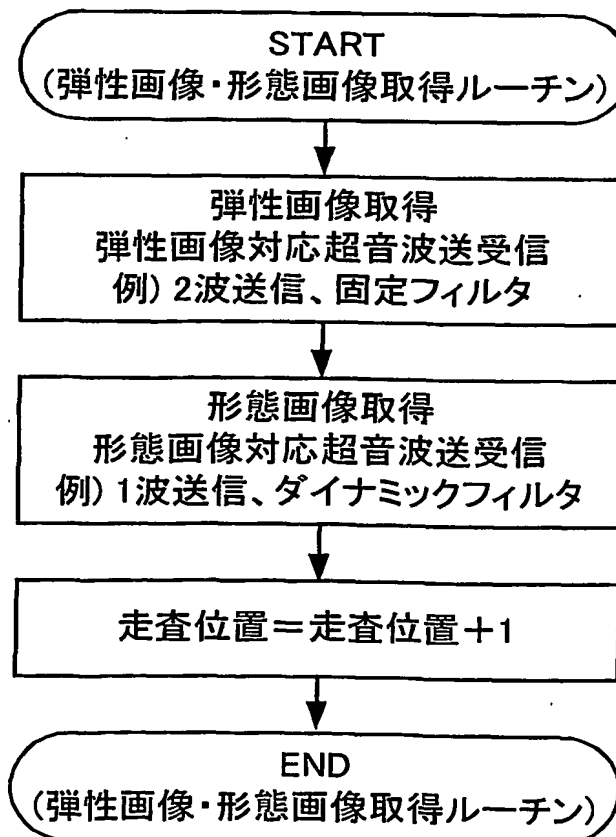 START
(弾性画像・形態画像取得ルーチン)
弾性画像取得
弾性画像対応超音波送受信
例) 2波送信、固定フィルタ
形態画像取得
形態画像対応超音波送受信
例) 1波送信、ダイナミックフィルタ
走査位置＝走査位置＋1
END
(弾性画像・形態画像取得ルーチン)